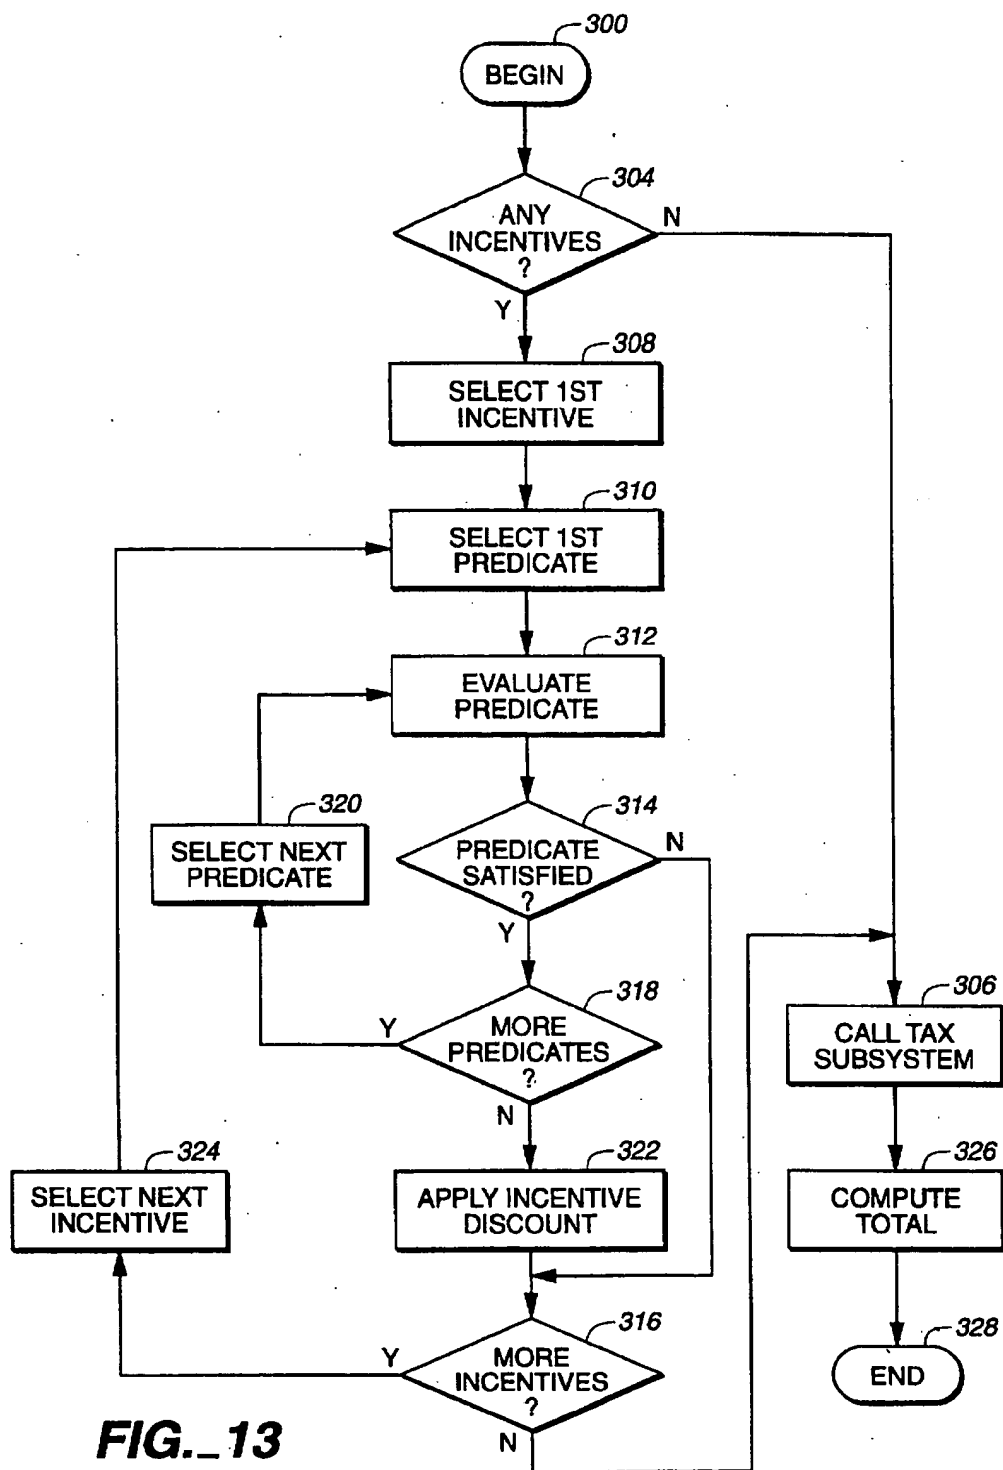 300
BEGIN
304
ANY
INCENTIVES
?
N
Y
308
SELECT 1ST
INCENTIVE
310
SELECT 1ST
PREDICATE
312
EVALUATE
PREDICATE
320
SELECT NEXT
PREDICATE
314
PREDICATE
SATISFIED
?
N
Y
318
MORE
PREDICATES
?
Y
N
306
CALL TAX
SUBSYSTEM
324
SELECT NEXT
INCENTIVE
322
APPLY INCENTIVE
DISCOUNT
326
COMPUTE
TOTAL
316
MORE
INCENTIVES
?
Y
N
328
END
FIG._13